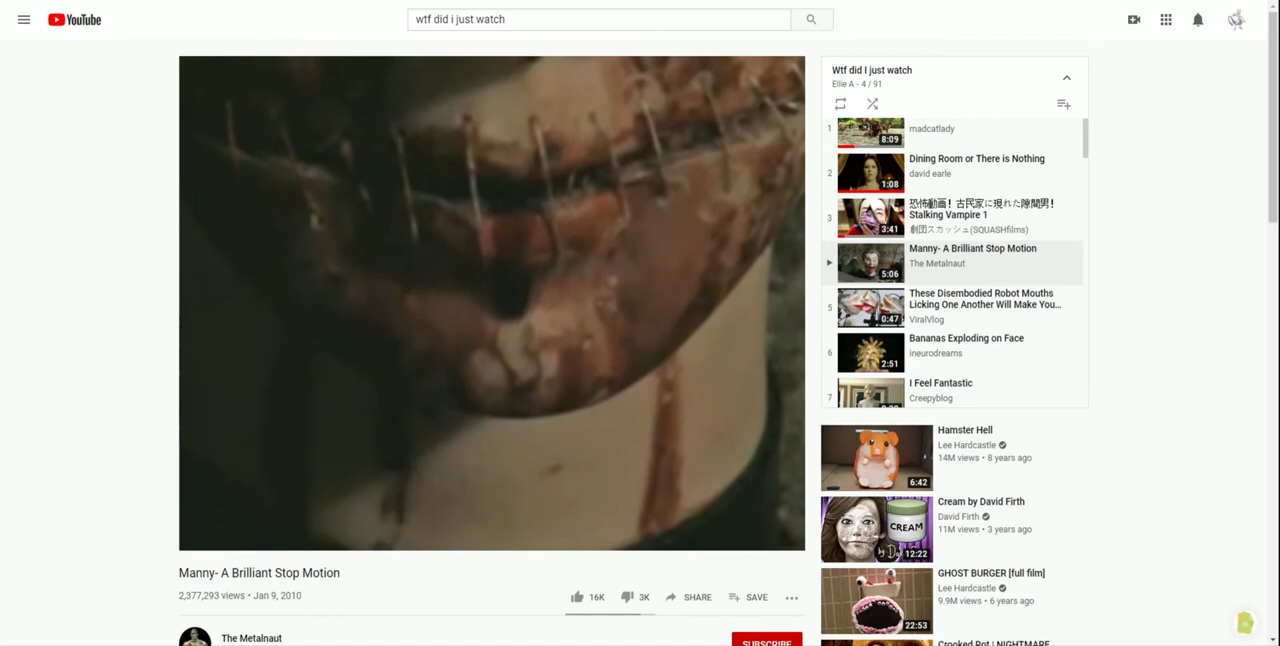 YouTube
wtf did i just watch
Wtf did I just watch
Ellie A - 4 / 91
1
madcatlady
8:09
2
Dining Room or There is Nothing
david earle
1:08
3
恐怖動画！古民家に現れた隙間男！
Stalking Vampire 1
劇団スカッシュ(SQUASHfilms)
3:41
Manny- A Brilliant Stop Motion
The Metalnaut
5:06
5
These Disembodied Robot Mouths
Licking One Another Will Make You...
ViralVlog
0:47
6
Bananas Exploding on Face
ineurodreams
2:51
7
I Feel Fantastic
Creepyblog
Hamster Hell
Lee Hardcastle
14M views • 8 years ago
6:42
Cream by David Firth
David Firth
11M views • 3 years ago
CREAM
12:22
GHOST BURGER [full film]
Lee Hardcastle
9.9M views • 6 years ago
22:53
Crooked Rot | NIGHTMARE
Manny- A Brilliant Stop Motion
2,377,293 views • Jan 9, 2010
16K
3K
SHARE
SAVE
The Metalnaut
SUBSCRIBE